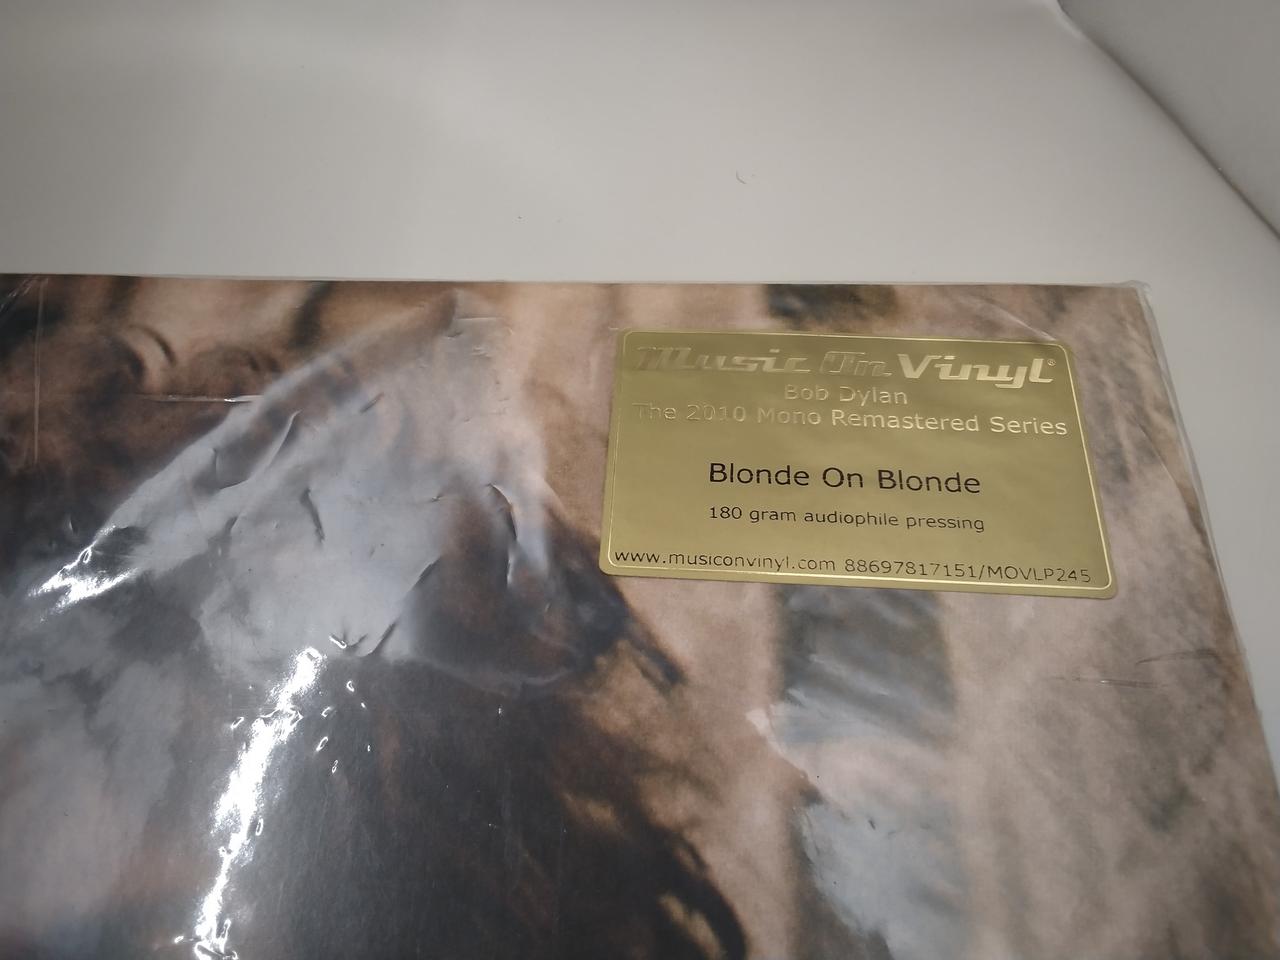 Music On Vinyl®
Bob Dylan
The 2010 Mono Remastered Series
Blonde On Blonde
180 gram audiophile pressing
www.musiconvinyl.com 88697817151/MOVLP245